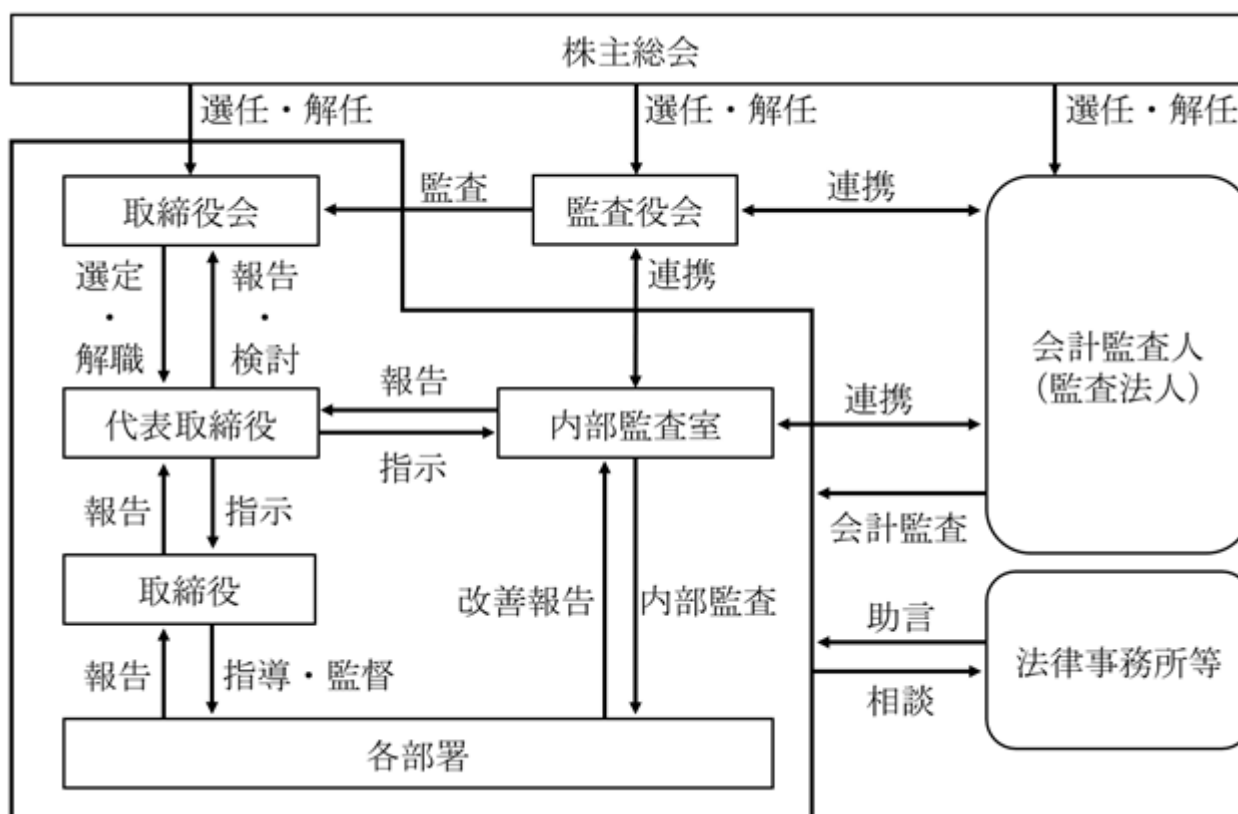 株主総会
選任・解任
選任・解任
選任・解任
取締役会
監査
監査役会
連携
選定
・
解職
報告
・
検討
連携
会計監査人
(監査法人)
代表取締役
報告
指示
内部監査室
連携
報告
指示
会計監査
取締役
改善報告
内部監査
助言
法律事務所等
相談
報告
指導・監督
各部署